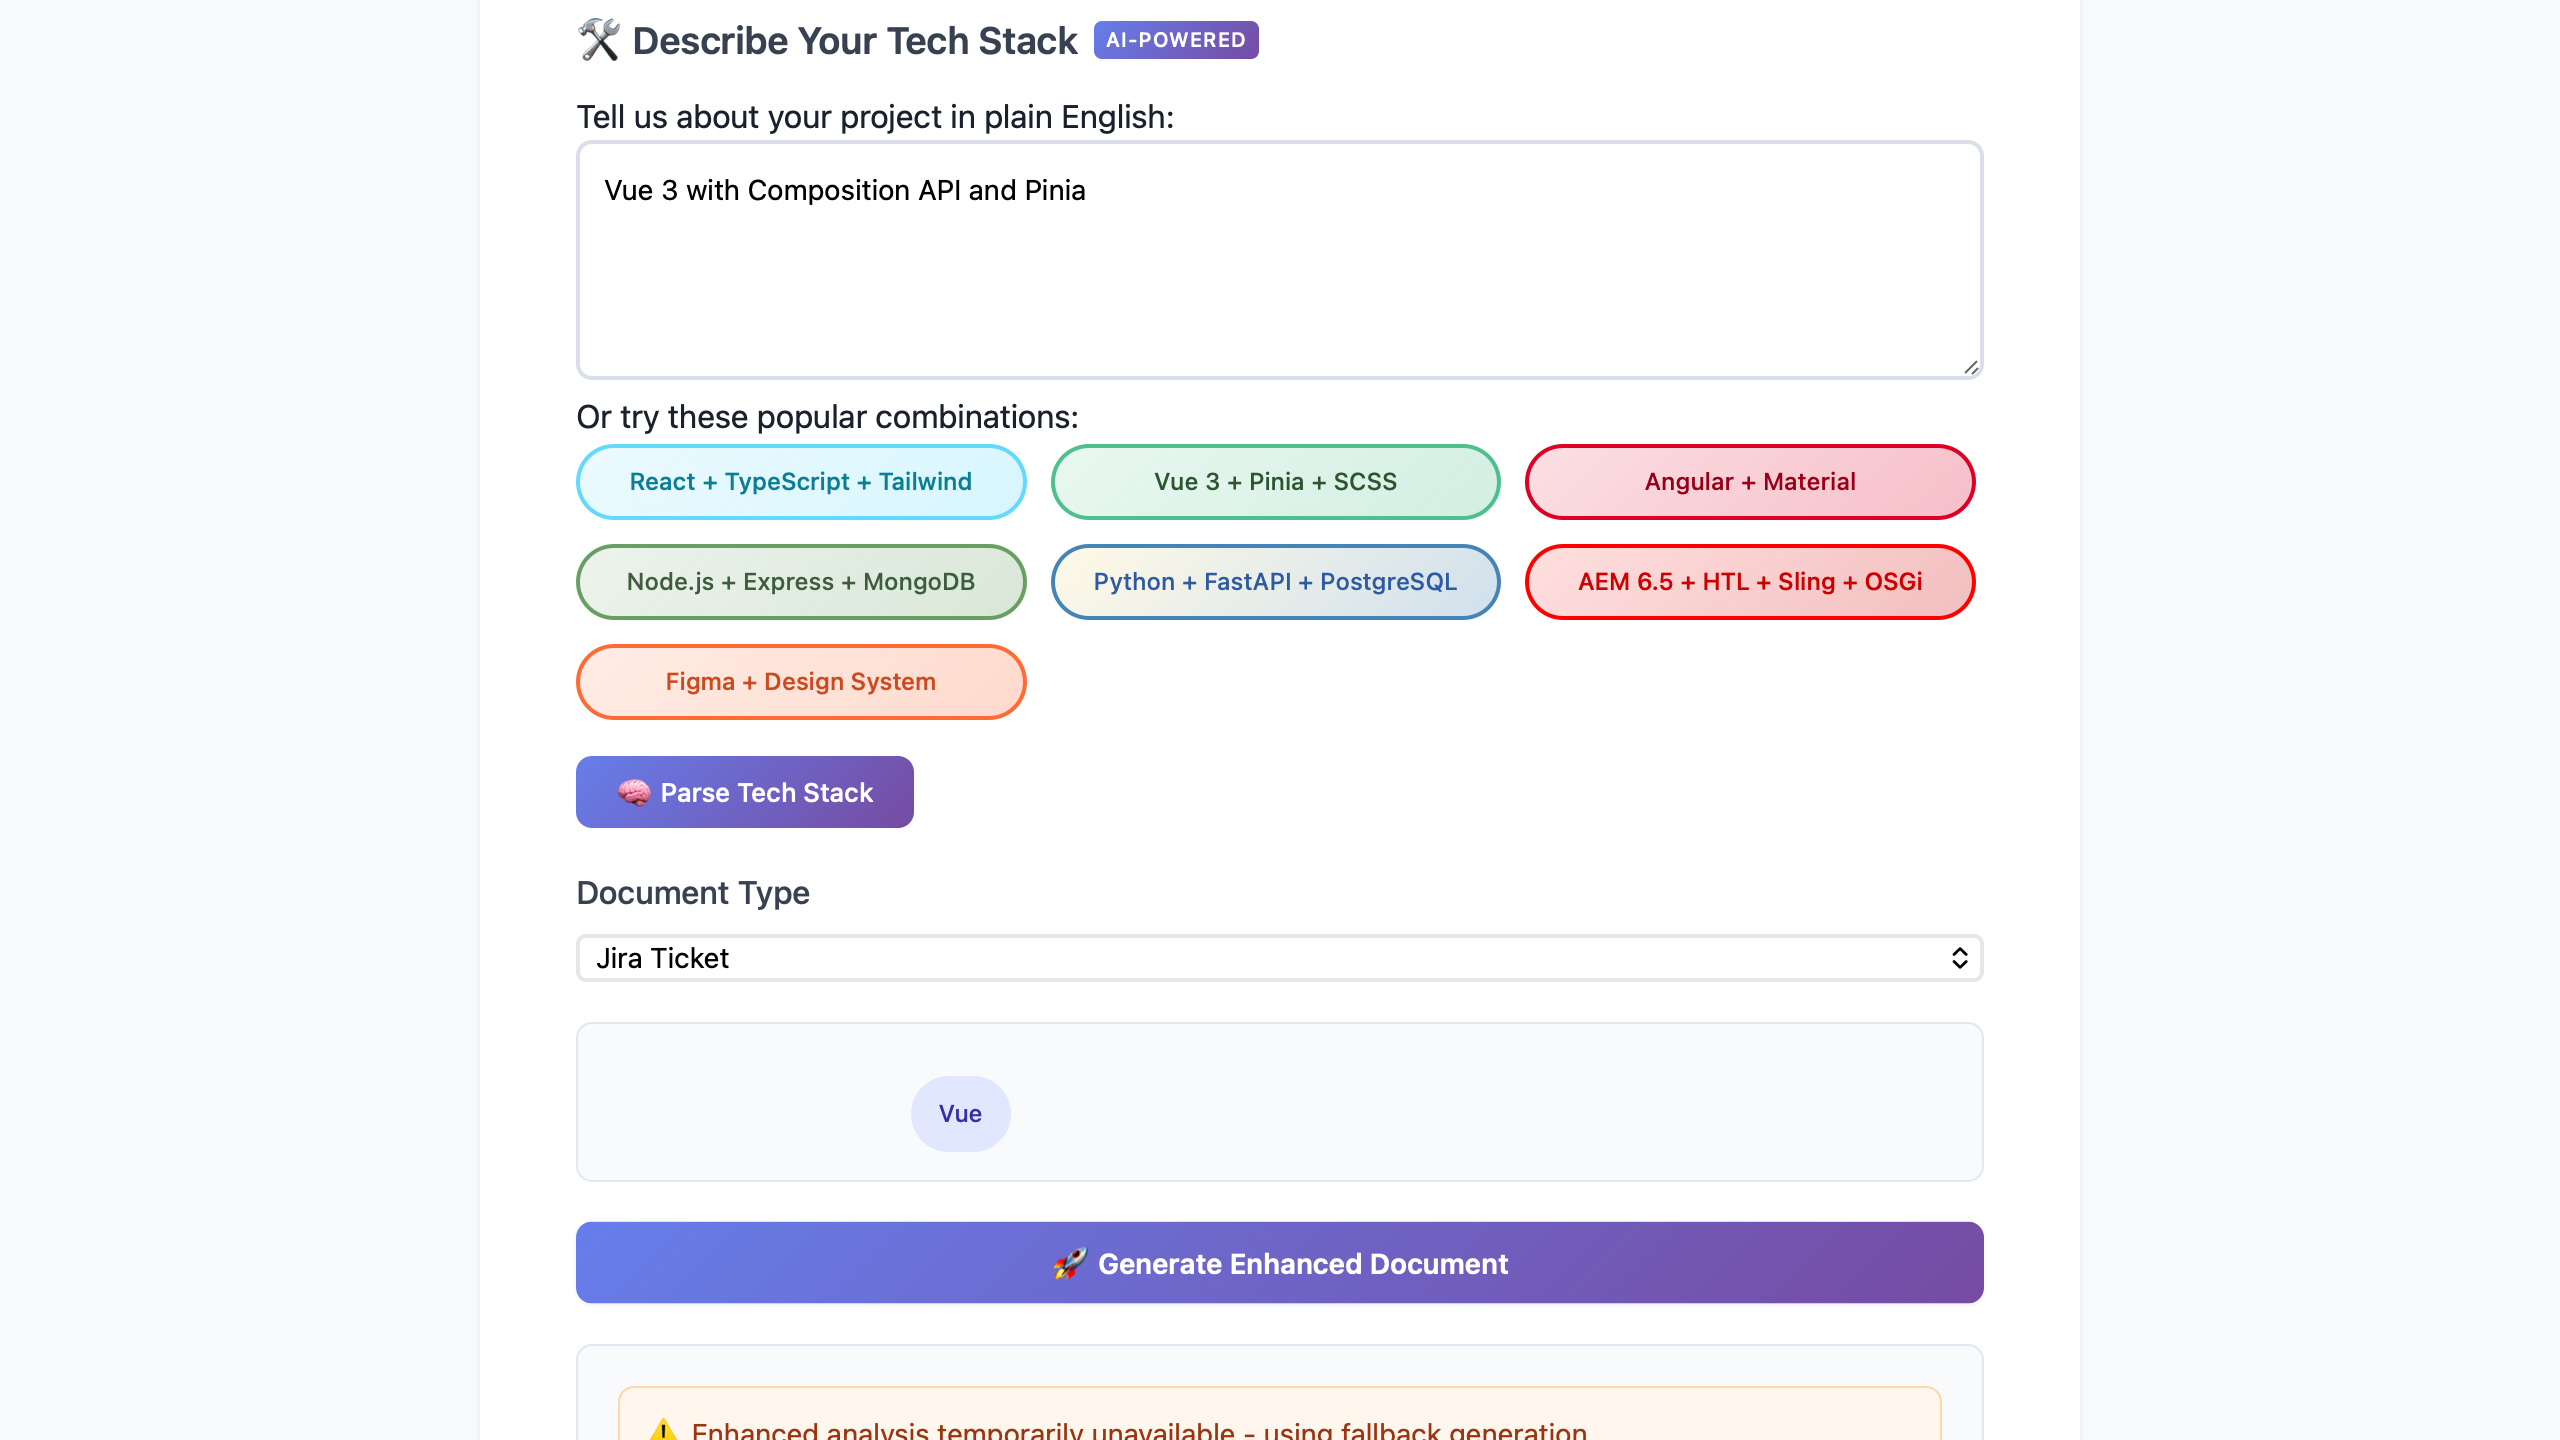 Describe Your Tech Stack AI-POWERED
Tell us about your project in plain English:
Vue 3 with Composition API and Pinia
Or try these popular combinations:
React + TypeScript + Tailwind
Vue 3 + Pinia + SCSS
Angular + Material
Node.js + Express + MongoDB
Python + FastAPI + PostgreSQL
AEM 6.5 + HTL + Sling + OSGi
Figma + Design System
Parse Tech Stack
Document Type
Jira Ticket
Vue
Generate Enhanced Document
Enhanced analysis temporarily unavailable - using fallback generation